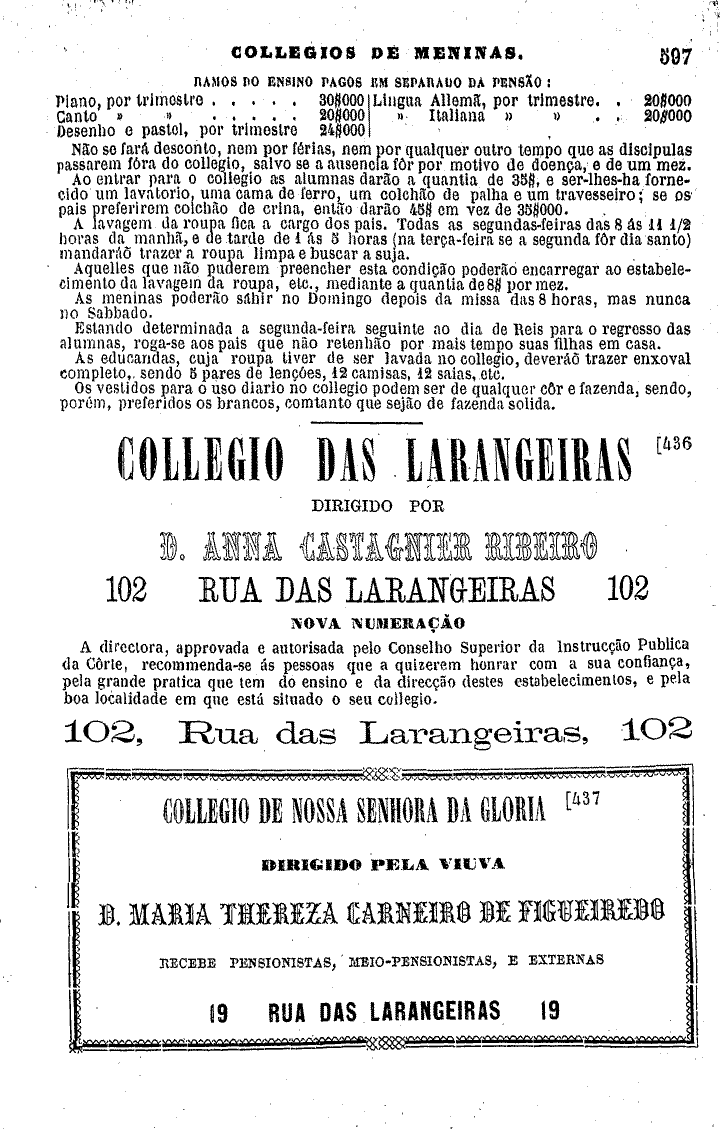 COLLEGIOS DE MENINAS. 597
RAMOS DO ENSINO PAGOS EM SEPARADO DA PENSÃO:
Piano, por trimestre . . . . . 30$000 | Lingua Allemã, por trimestre. . 20$000
Canto » » . . . . . 20$000 | » Italiana » » . . 20$000
Desenho e pastel, por trimestre 24$000 |
Não se fará desconto, nem por férias, nem por qualquer outro tempo que as discipulas
passarem fóra do collegio, salvo se a ausencia fôr por motivo de doença, e de um mez.
Ao entrar para o collegio as alumnas darão a quantia de 35$, e ser-lhes-ha forne-
cido um lavatorio, uma cama de ferro, um colchão de palha e um travesseiro; se os
pais preferirem colchão de crina, então darão 45$ em vez de 35$000.
A lavagem da roupa fica a cargo dos pais. Todas as segundas-feiras das 8 ás 11 1/2
horas da manhã, e de tarde de 1 ás 5 horas (na terça-feira se a segunda fôr dia santo)
mandaráõ trazer a roupa limpa e buscar a suja.
Aquelles que não puderem preencher esta condição poderão encarregar ao estabele-
cimento da lavagem da roupa, etc., mediante a quantia de 8$ por mez.
As meninas poderão sahir no Domingo depois da missa das 8 horas, mas nunca
no Sabbado.
Estando determinada a segunda-feira seguinte ao dia de Reis para o regresso das
alumnas, roga-se aos pais que não retenhão por mais tempo suas filhas em casa.
As educandas, cuja roupa tiver de ser lavada no collegio, deveráõ trazer enxoval
completo, sendo 5 pares de lenções, 12 camisas, 12 saias, etc.
Os vestidos para o uso diario no collegio podem ser de qualquer côr e fazenda, sendo,
porém, preferidos os brancos, comtanto que sejão de fazenda solida.
COLLEGIO DAS LARANGEIRAS [436
DIRIGIDO POR
D. ANNA CASTAGNIER RIBEIRO
102 RUA DAS LARANGEIRAS 102
NOVA NUMERAÇÃO
A directora, approvada e autorisada pelo Conselho Superior da Instrucção Publica
da Côrte, recommenda-se ás pessoas que a quizerem honrar com a sua confiança,
pela grande pratica que tem do ensino e da direcção destes estabelecimentos, e pela
boa localidade em que está situado o seu collegio.
102, Rua das Larangeiras, 102
COLLEGIO DE NOSSA SENHORA DA GLORIA [437
DIRIGIDO PELA VIUVA
D. MARIA THEREZA CARNEIRO DE FIGUEIREDO
RECEBE PENSIONISTAS, MEIO-PENSIONISTAS, E EXTERNAS
19 RUA DAS LARANGEIRAS 19